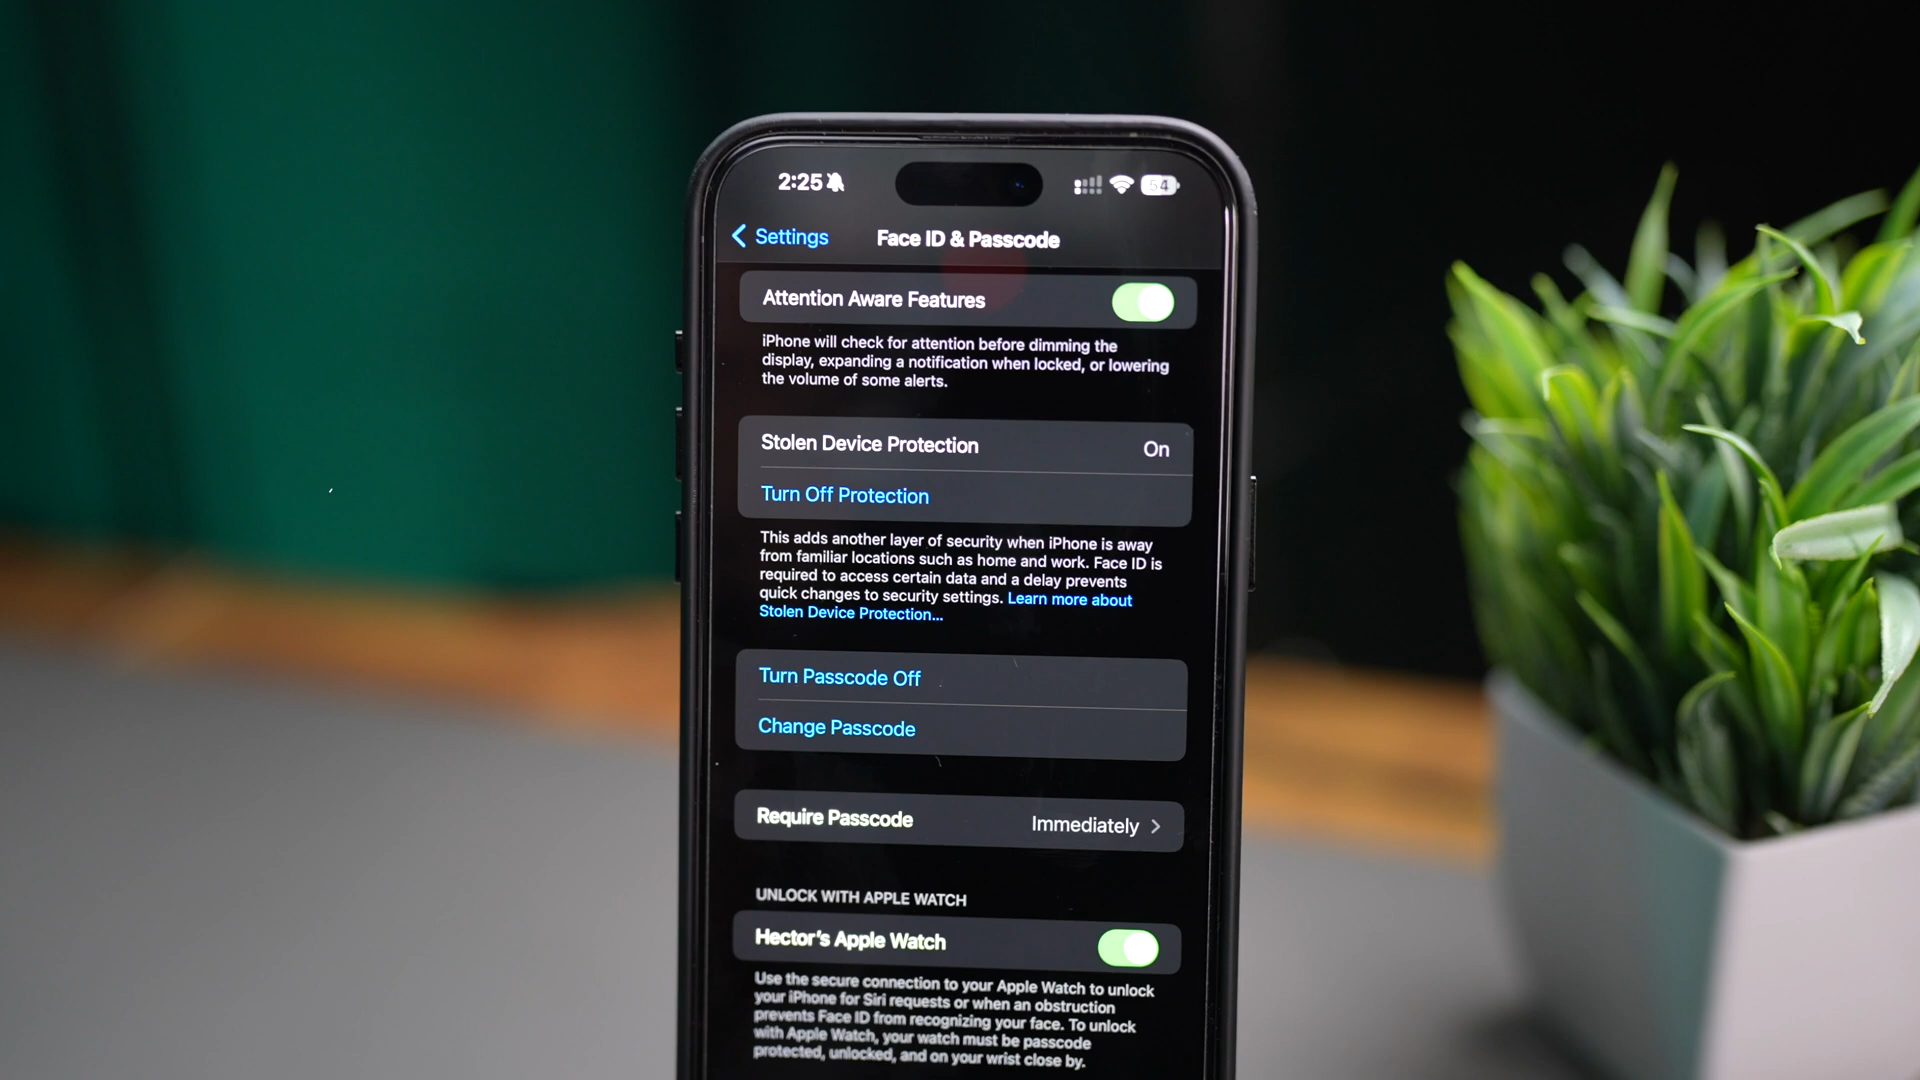 2:25
54
Settings
Face ID & Passcode
Attention Aware Features
iPhone will check for attention before dimming the
display, expanding a notification when locked, or lowering
the volume of some alerts.
Stolen Device Protection On
Turn Off Protection
This adds another layer of security when iPhone is away
from familiar locations such as home and work. Face ID is
required to access certain data and a delay prevents
quick changes to security settings. Learn more about
Stolen Device Protection...
Turn Passcode Off
Change Passcode
Require Passcode Immediately
UNLOCK WITH APPLE WATCH
Hector's Apple Watch
Use the secure connection to your Apple Watch to unlock
your iPhone for Siri requests or when an obstruction
prevents Face ID from recognizing your face. To unlock
with Apple Watch, your watch must be passcode
protected, unlocked, and on your wrist close by.